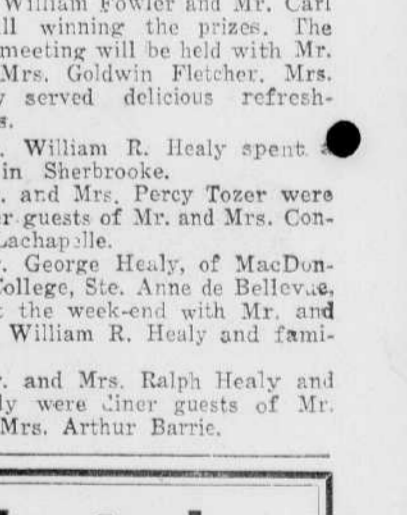 William Fowler and Mr. Carl
ll winning the prizes. The
meeting will be held with Mr.
Mrs. Goldwin Fletcher. Mrs.
y served delicious refresh-
s.
. William R. Healy spent a
in Sherbrooke.
. and Mrs. Percy Tozer were
er guests of Mr. and Mrs. Con-
Lachapelle.
r. George Healy, of MacDon-
College, Ste. Anne de Bellevue,
t the week-end with Mr. and
William R. Healy and fami-
r. and Mrs. Ralph Healy and
ly were diner guests of Mr.
Mrs. Arthur Barrie.